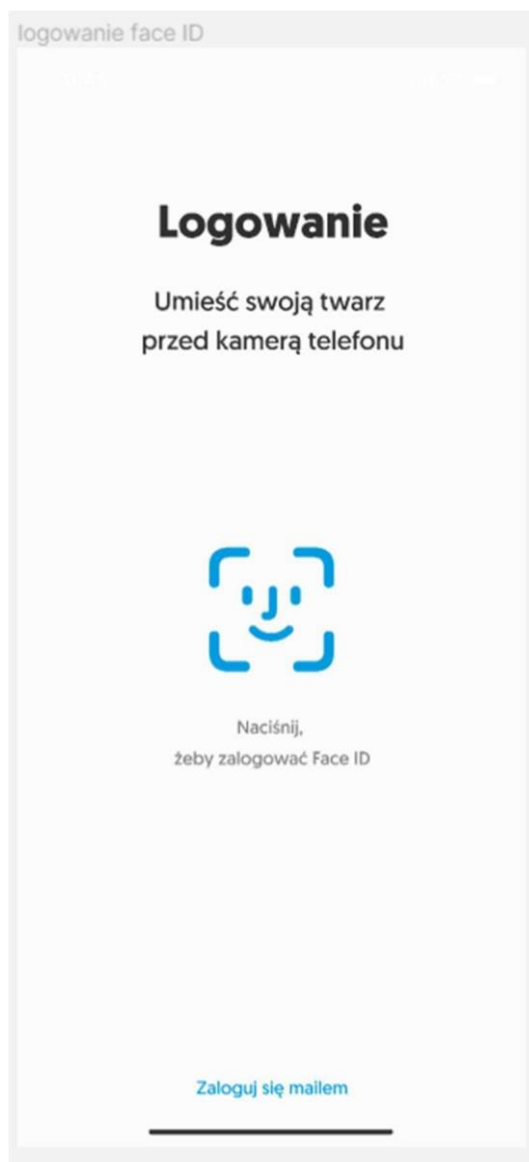 logowanie face ID
Logowanie
Umieść swoją twarz
przed kamerą telefonu
Naciśnij,
żeby zalogować Face ID
Zaloguj się mailem